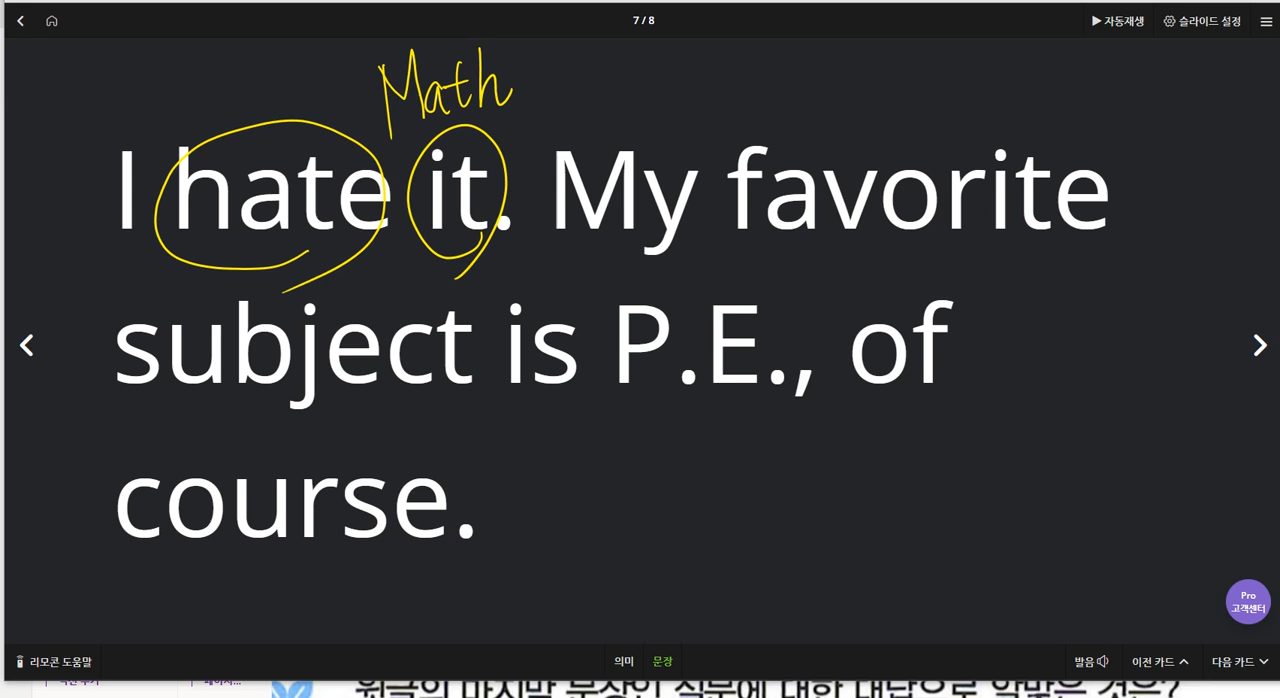 7 / 8
자동재생
슬라이드 설정
Math
I hate it. My favorite
subject is P.E., of
course.
Pro
고객센터
리모콘 도움말
의미
문장
발음
이전 카드
다음 카드